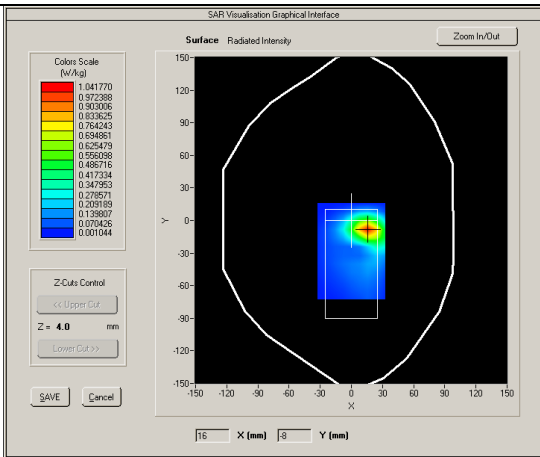 SAR Visualisation Graphical Interface
Surface Radiated Intensity
Zoom In/Out
Colors Scale
(W/kg)
1.041770
0.972388
0.903006
0.833625
0.764243
0.694861
0.625479
0.556098
0.486716
0.417334
0.347953
0.278571
0.209189
0.139807
0.070426
0.001044
Z-Cuts Control
<< Upper Cut
Z = 4.0 mm
Lower Cut >>
SAVE Cancel
150
120
90
60
30
0
-30
-60
-90
-120
-150
Y
-150 -120 -90 -60 -30 0 30 60 90 120 150
X
16 X (mm) -8 Y (mm)